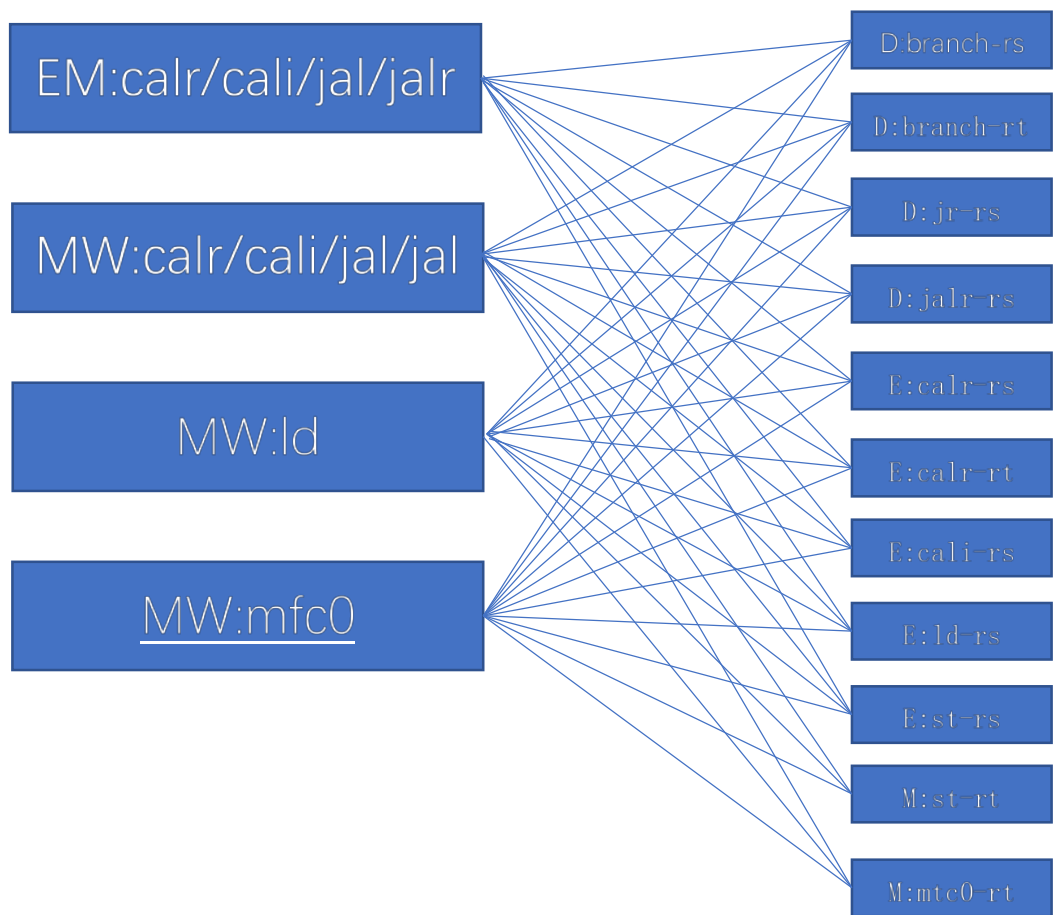 EM:calr/cali/jal/jalr
MW:calr/cali/jal/jal
MW:ld
MW:mfc0
D:branch-rs
D:branch-rt
D:jr-rs
D:jalr-rs
E:calr-rs
E:calr-rt
E:cali-rs
E:ld-rs
E:st-rs
M:st-rt
M:mtc0-rt